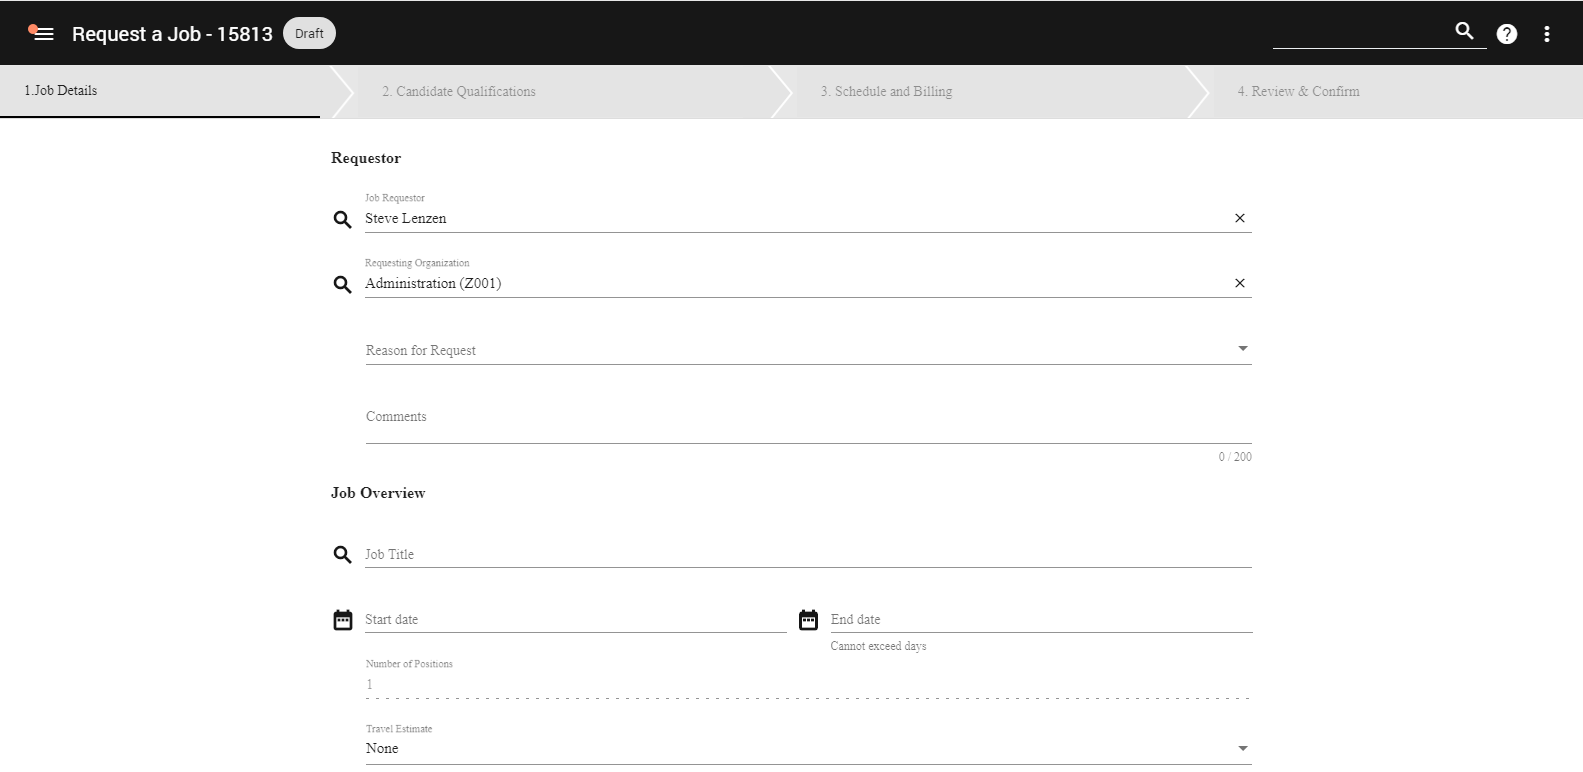 Request a Job - 15813 Draft
1.Job Details 2. Candidate Qualifications 3. Schedule and Billing 4. Review & Confirm
Requestor
Job Requestor
Steve Lenzen
Requesting Organization
Administration (Z001)
Reason for Request
Comments
0 / 200
Job Overview
Job Title
Start date End date
Cannot exceed days
Number of Positions
1
Travel Estimate
None